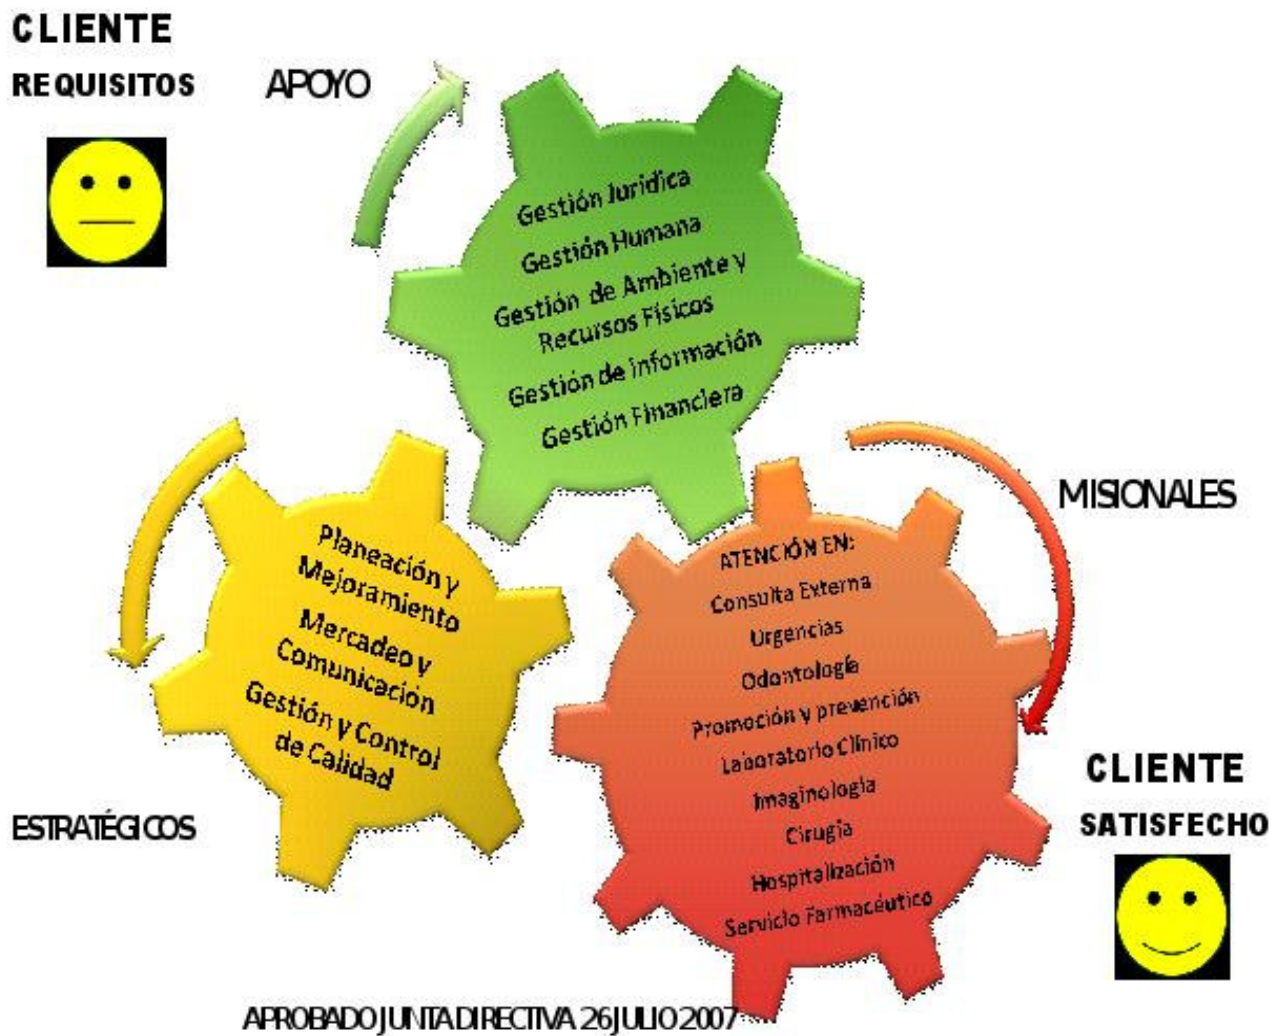 CLIENTE
REQUISITOS
APOYO
Gestión Jurídica
Gestión Humana
Gestión de Ambiente y
Recursos Físicos
Gestión de información
Gestión Financiera
Planeación y
Mejoramiento
Mercadeo y
Comunicación
Gestión y Control
de Calidad
ESTRATÉGICOS
MISIONALES
ATENCIÓN EN:
Consulta Externa
Urgencias
Odontología
Promoción y prevención
Laboratorio Clínico
Imaginología
Cirugía
Hospitalización
Servicio Farmacéutico
CLIENTE
SATISFECHO
APROBADO JUNTA DIRECTIVA 26 JULIO 2007